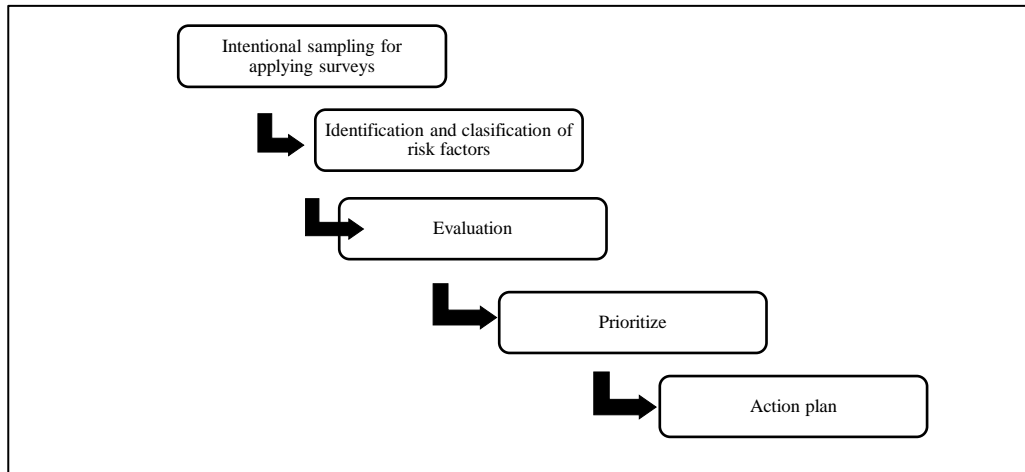 Intentional sampling for
applying surveys
Identification and clasification of
risk factors
Evaluation
Prioritize
Action plan